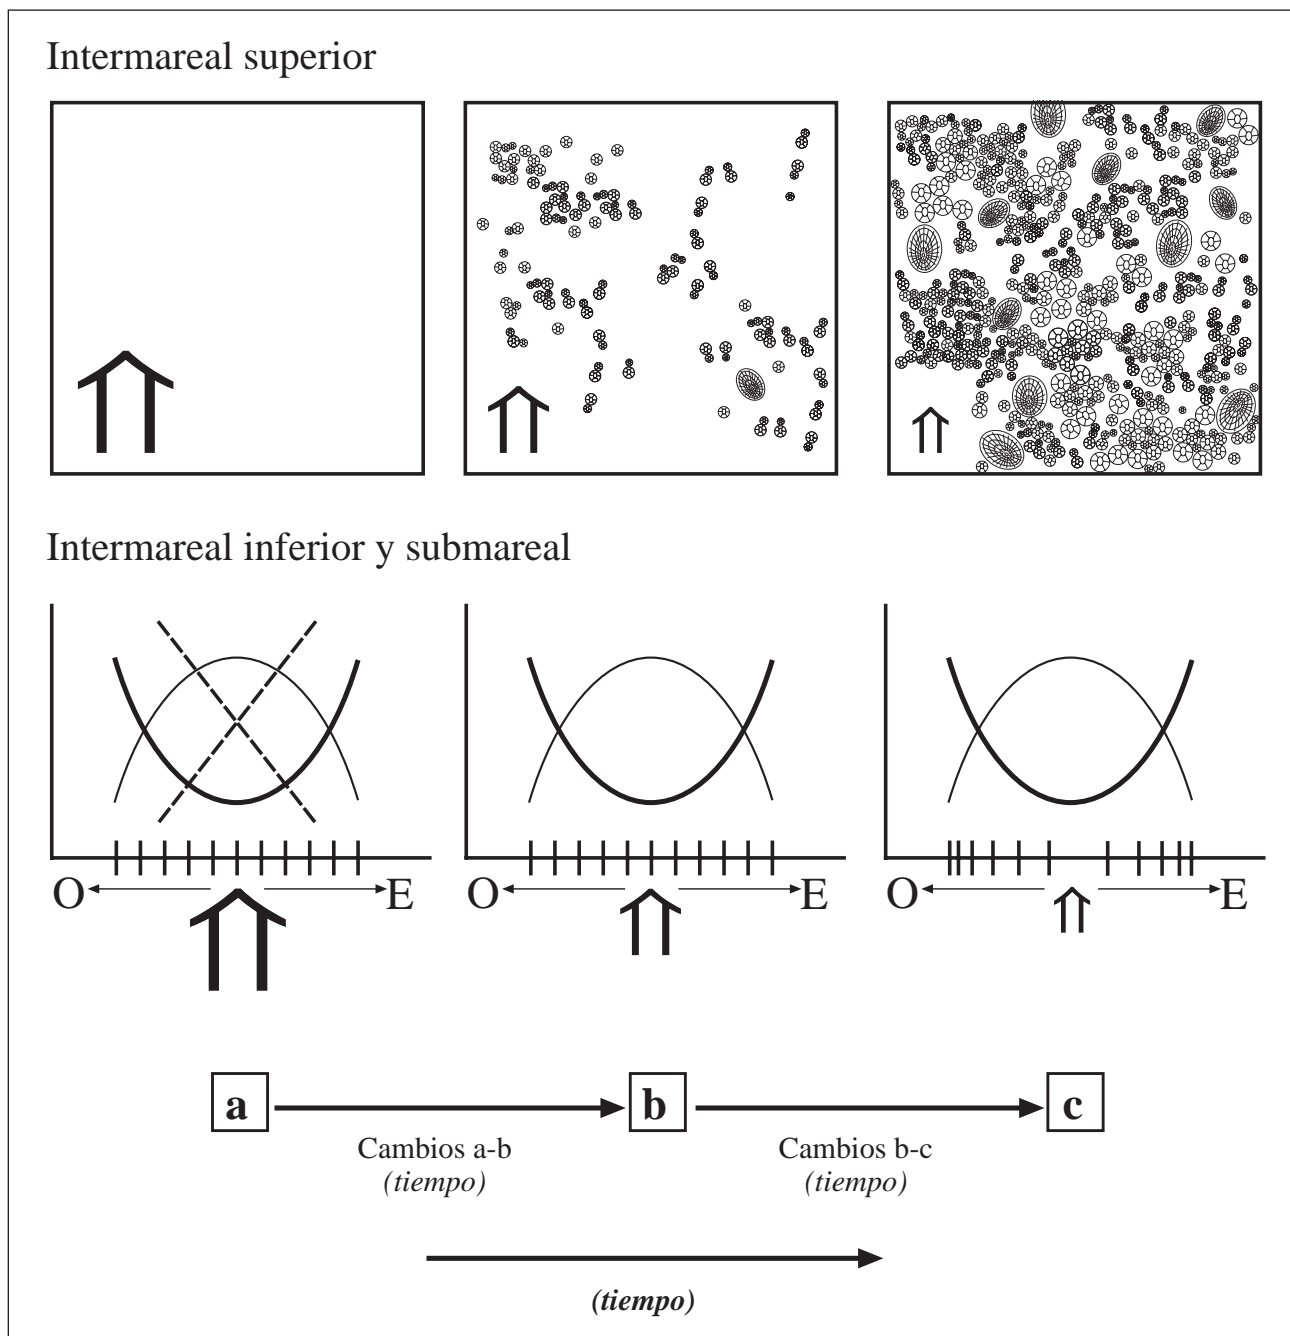 Intermareal superior
Intermareal inferior y submareal
O E
O E
O E
a
b
c
Cambios a-b
(tiempo)
Cambios b-c
(tiempo)
(tiempo)